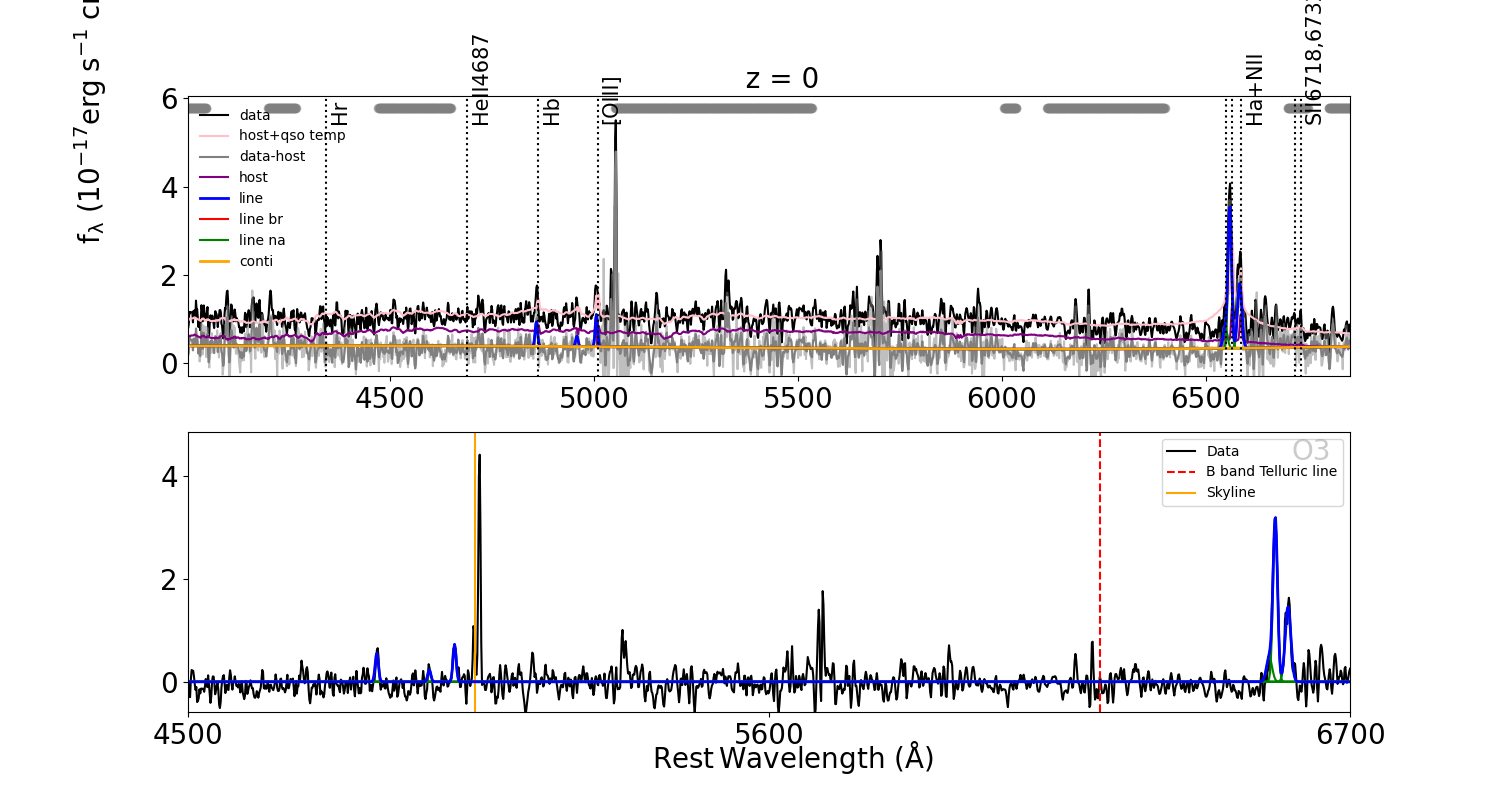 z = 0
f_λ (10^−17 erg s^−1
Hr
HeII4687
Hb
[OIII]
Ha+NII
SII6718,673
data
host+qso temp
data-host
host
line
line br
line na
conti
6
4
2
0
4500 5000 5500 6000 6500
O3
Data
B band Telluric line
Skyline
4
2
0
4500 5600 6700
Rest Wavelength (Å)